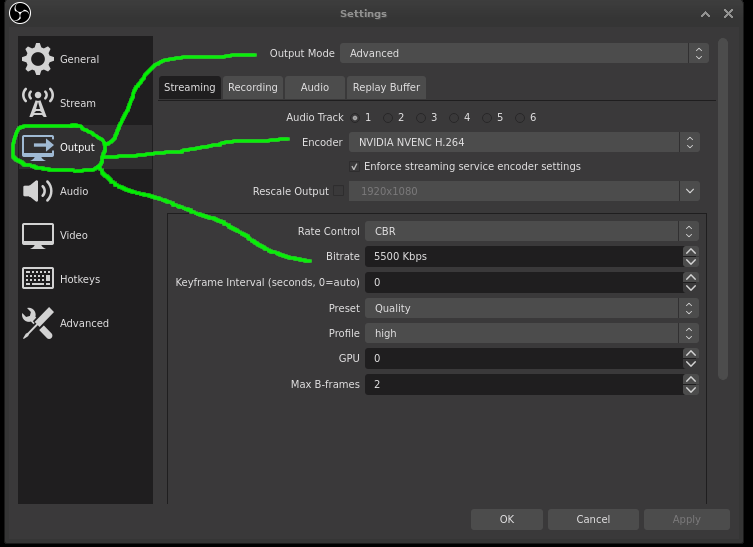 Settings
General
Stream
Output
Audio
Video
Hotkeys
Advanced
Output Mode Advanced
Streaming Recording Audio Replay Buffer
Audio Track 1 2 3 4 5 6
Encoder NVIDIA NVENC H.264
Enforce streaming service encoder settings
Rescale Output 1920x1080
Rate Control CBR
Bitrate 5500 Kbps
Keyframe Interval (seconds, 0=auto) 0
Preset Quality
Profile high
GPU 0
Max B-frames 2
OK Cancel Apply